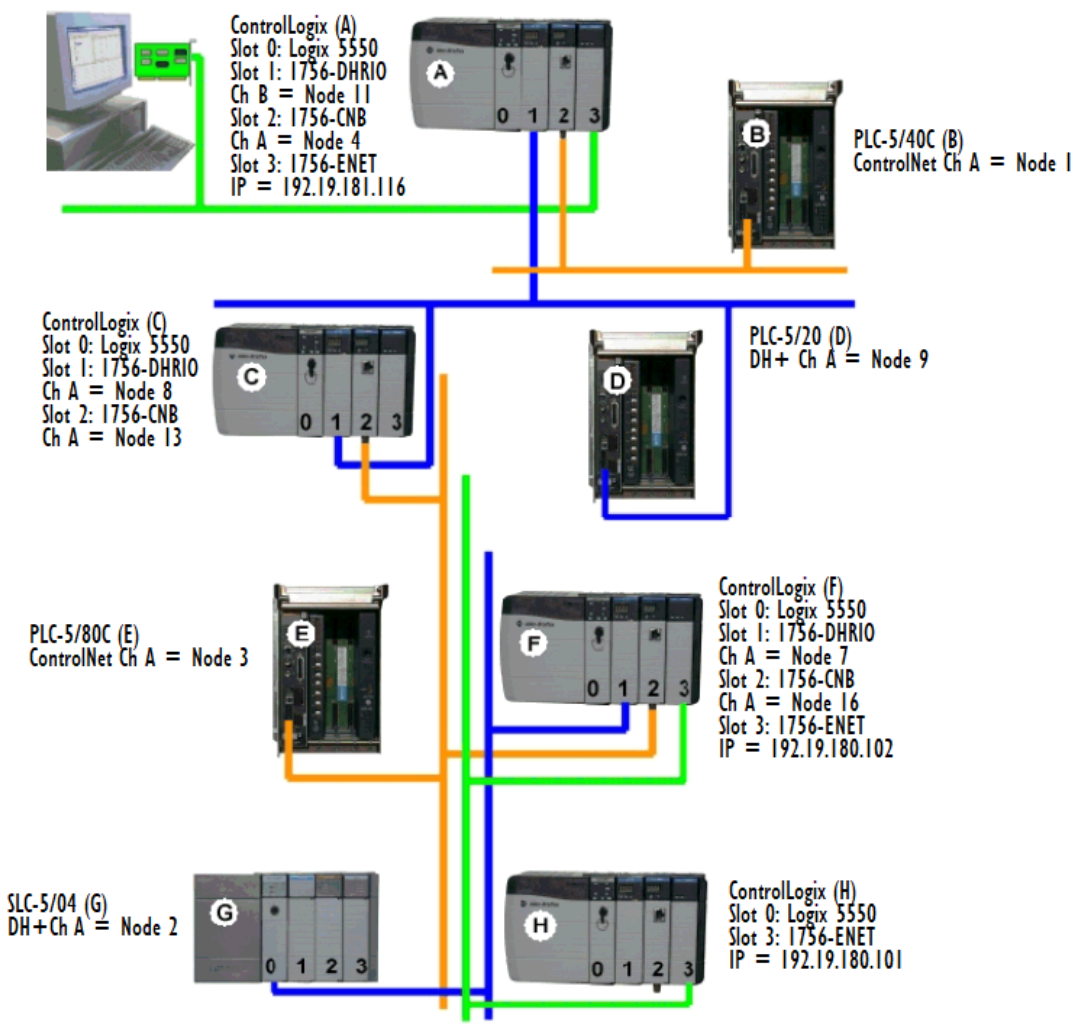 ControlLogix (A)
Slot 0: Logix 5550
Slot 1: 1756-DHRIO
Ch B = Node 11
Slot 2: 1756-CNB
Ch A = Node 4
Slot 3: 1756-ENET
IP = 192.19.181.116
A
0 1 2 3
B
PLC-5/40C (B)
ControlNet Ch A = Node 1
ControlLogix (C)
Slot 0: Logix 5550
Slot 1: 1756-DHRIO
Ch A = Node 8
Slot 2: 1756-CNB
Ch A = Node 13
C
0 1 2 3
D
PLC-5/20 (D)
DH+ Ch A = Node 9
PLC-5/80C (E)
ControlNet Ch A = Node 3
E
F
0 1 2 3
ControlLogix (F)
Slot 0: Logix 5550
Slot 1: 1756-DHRIO
Ch A = Node 7
Slot 2: 1756-CNB
Ch A = Node 16
Slot 3: 1756-ENET
IP = 192.19.180.102
SLC-5/04 (G)
DH+Ch A = Node 2
G
0 1 2 3
H
0 1 2 3
ControlLogix (H)
Slot 0: Logix 5550
Slot 3: 1756-ENET
IP = 192.19.180.101